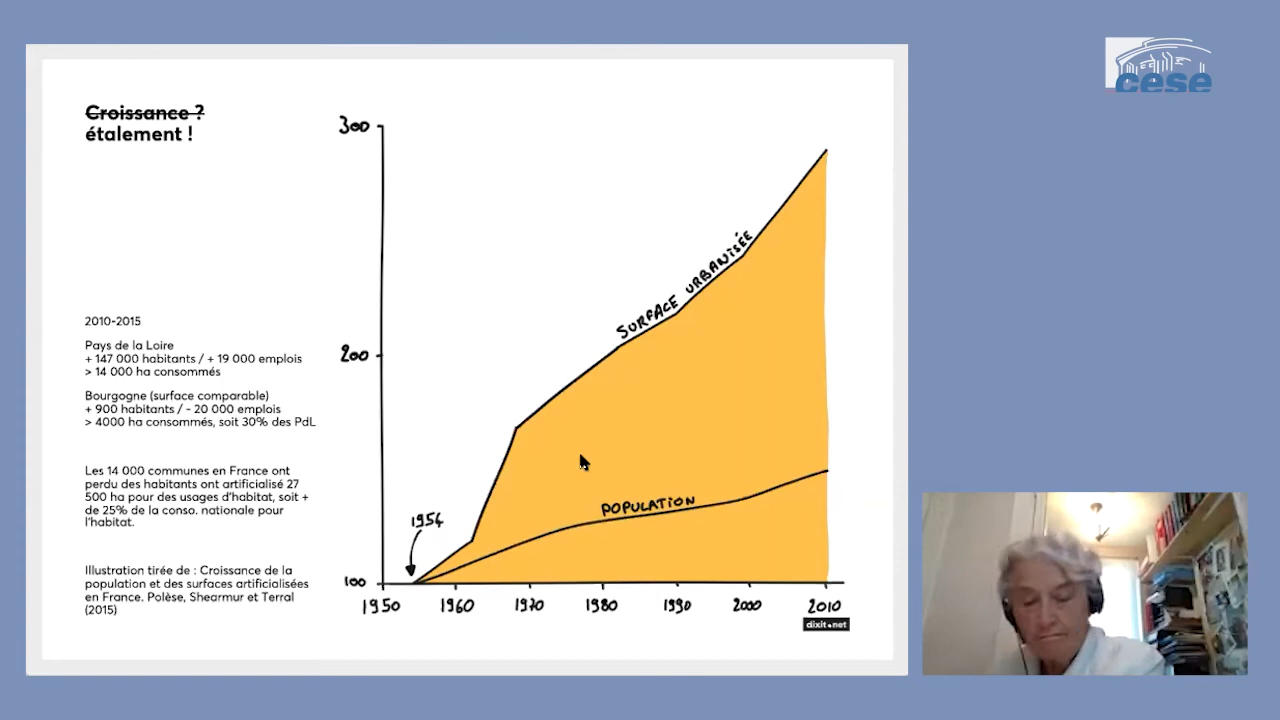 cese
Croissance ?
étalement !
2010-2015
Pays de la Loire
+ 147 000 habitants / + 19 000 emplois
> 14 000 ha consommés
Bourgogne (surface comparable)
+ 900 habitants / - 20 000 emplois
> 4000 ha consommés, soit 30% des PdL
Les 14 000 communes en France ont
perdu des habitants ont artificialisé 27
500 ha pour des usages d'habitat, soit +
de 25% de la conso. nationale pour
l'habitat.
Illustration tirée de : Croissance de la
population et des surfaces artificialisées
en France. Polèse, Shearmur et Terral
(2015)
300
200
100
SURFACE URBANISÉE
POPULATION
1954
1950 1960 1970 1980 1990 2000 2010
dixit.net